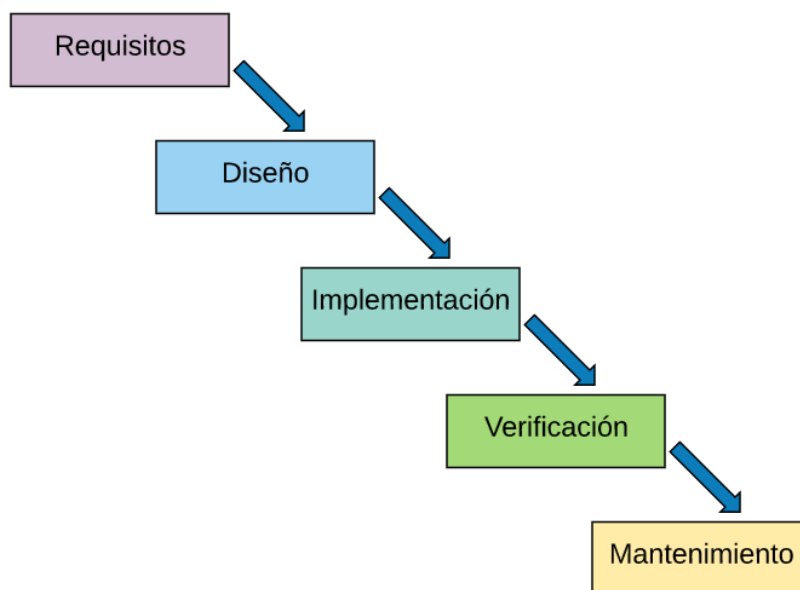 Requisitos
Diseño
Implementación
Verificación
Mantenimiento